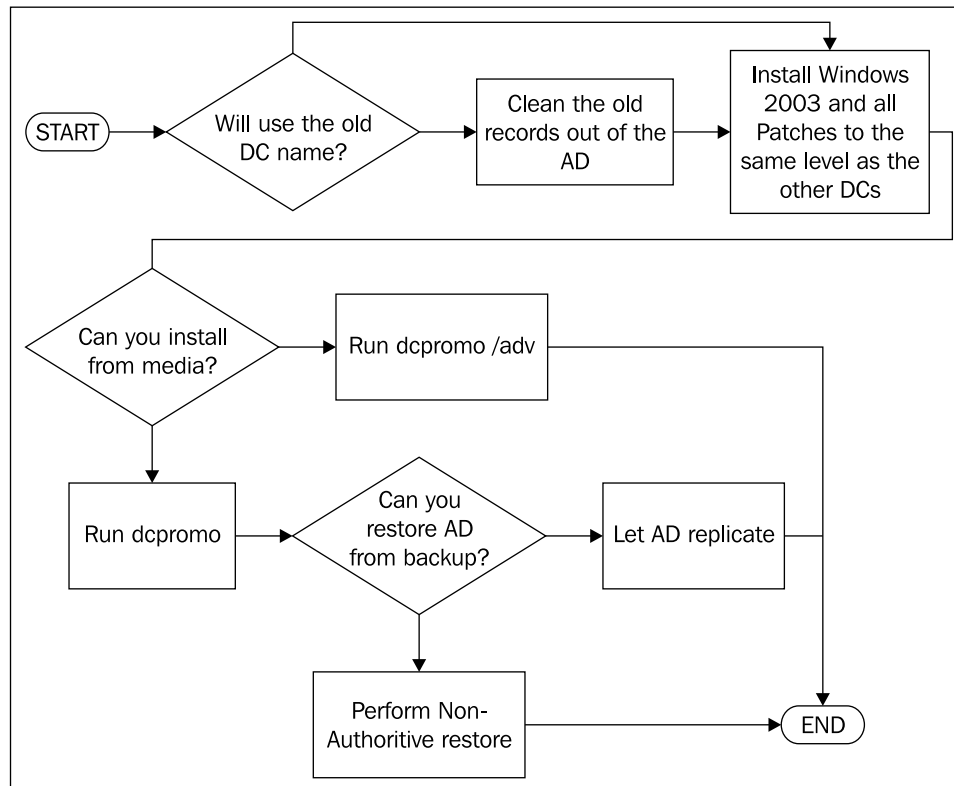 START
Will use the old
DC name?
Clean the old
records out of the
AD
Install Windows
2003 and all
Patches to the
same level as the
other DCs
Can you install
from media?
Run dcpromo /adv
Run dcpromo
Can you
restore AD
from backup?
Let AD replicate
Perform Non-
Authoritive restore
END